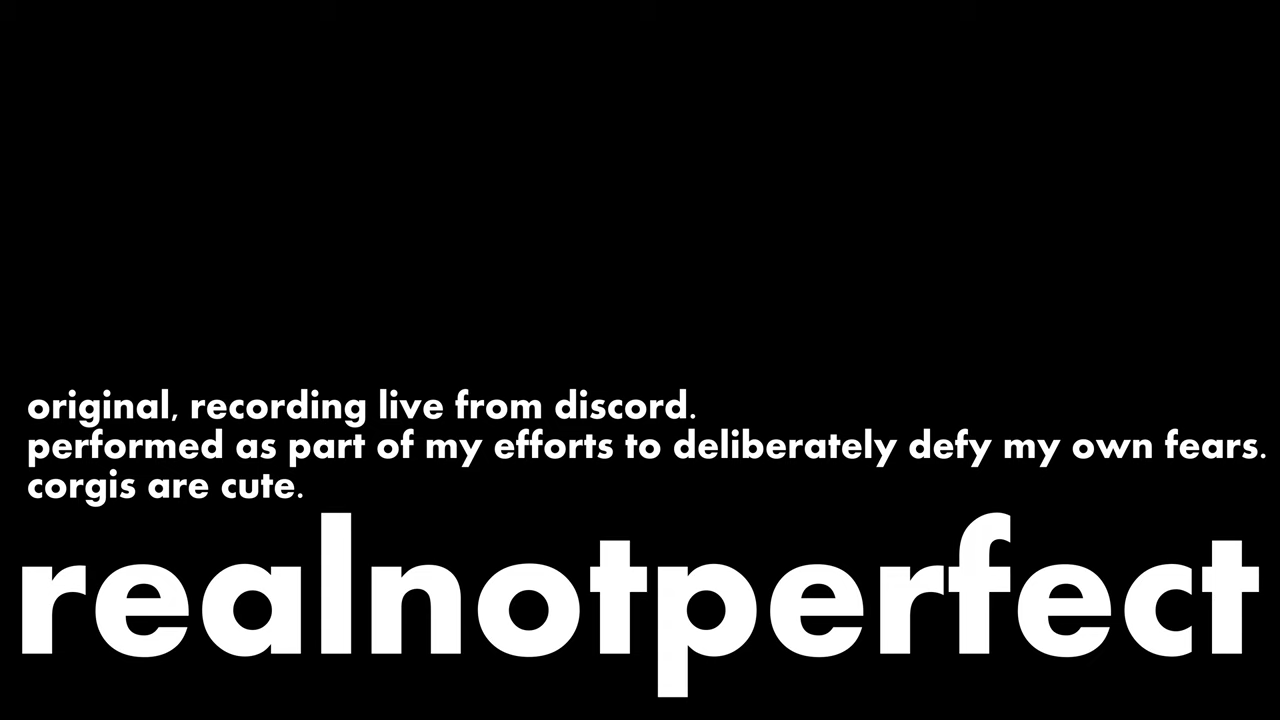 original, recording live from discord.
performed as part of my efforts to deliberately defy my own fears.
corgis are cute.
realnotperfect